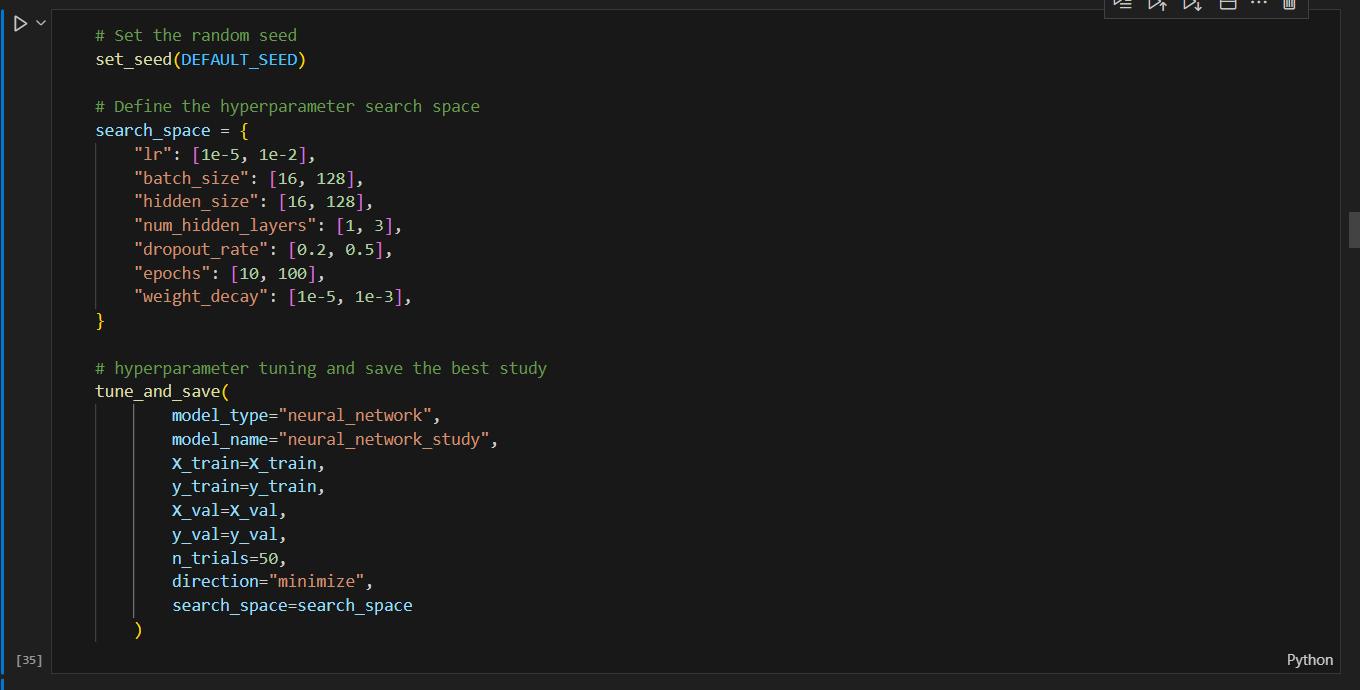 # Set the random seed
set_seed(DEFAULT_SEED)
# Define the hyperparameter search space
search_space = {
"lr": [1e-5, 1e-2],
"batch_size": [16, 128],
"hidden_size": [16, 128],
"num_hidden_layers": [1, 3],
"dropout_rate": [0.2, 0.5],
"epochs": [10, 100],
"weight_decay": [1e-5, 1e-3],
}
# hyperparameter tuning and save the best study
tune_and_save(
model_type="neural_network",
model_name="neural_network_study",
X_train=X_train,
y_train=y_train,
X_val=X_val,
y_val=y_val,
n_trials=50,
direction="minimize",
search_space=search_space
)
[35]
Python